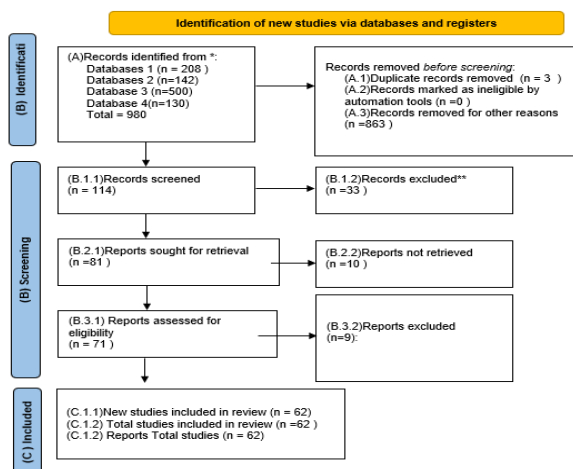 Identification of new studies via databases and registers
(B) Identificati
(A)Records identified from *:
Databases 1 (n = 208 )
Databases 2 (n=142)
Database 3 (n=500)
Database 4(n=130)
Total = 980
Records removed before screening:
(A.1)Duplicate records removed (n = 3 )
(A.2)Records marked as ineligible by
automation tools (n =0 )
(A.3)Records removed for other reasons
(n =863 )
(B) Screening
(B.1.1)Records screened
(n = 114)
(B.1.2)Records excluded**
(n =33 )
(B.2.1)Reports sought for retrieval
(n =81 )
(B.2.2)Reports not retrieved
(n =10 )
(B.3.1) Reports assessed for
eligibility
(n = 71 )
(B.3.2)Reports excluded
(n=9):
(C ) Included
(C.1.1)New studies included in review (n = 62)
(C.1.2) Total studies included in review (n =62 )
(C.1.2) Reports Total studies (n = 62)